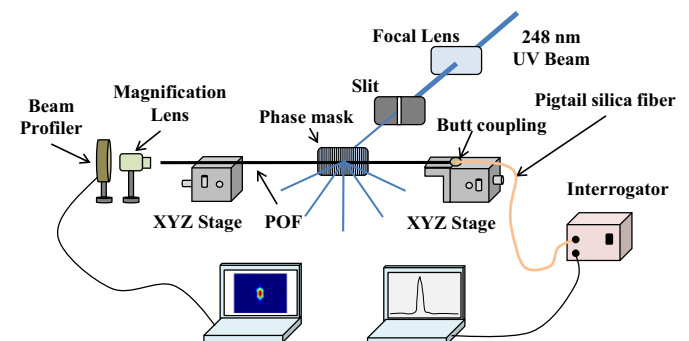 Focal Lens
248 nm
UV Beam
Slit
Beam
Profiler
Magnification
Lens
Phase mask
Butt coupling
Pigtail silica fiber
XYZ Stage
POF
XYZ Stage
Interrogator